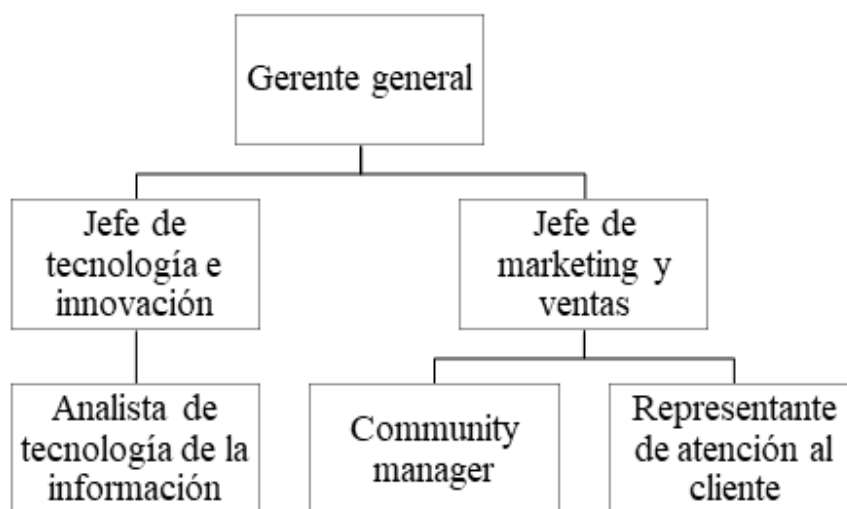 Gerente general
Jefe de
tecnología e
innovación
Jefe de
marketing y
ventas
Analista de
tecnología de la
información
Community
manager
Representante
de atención al
cliente